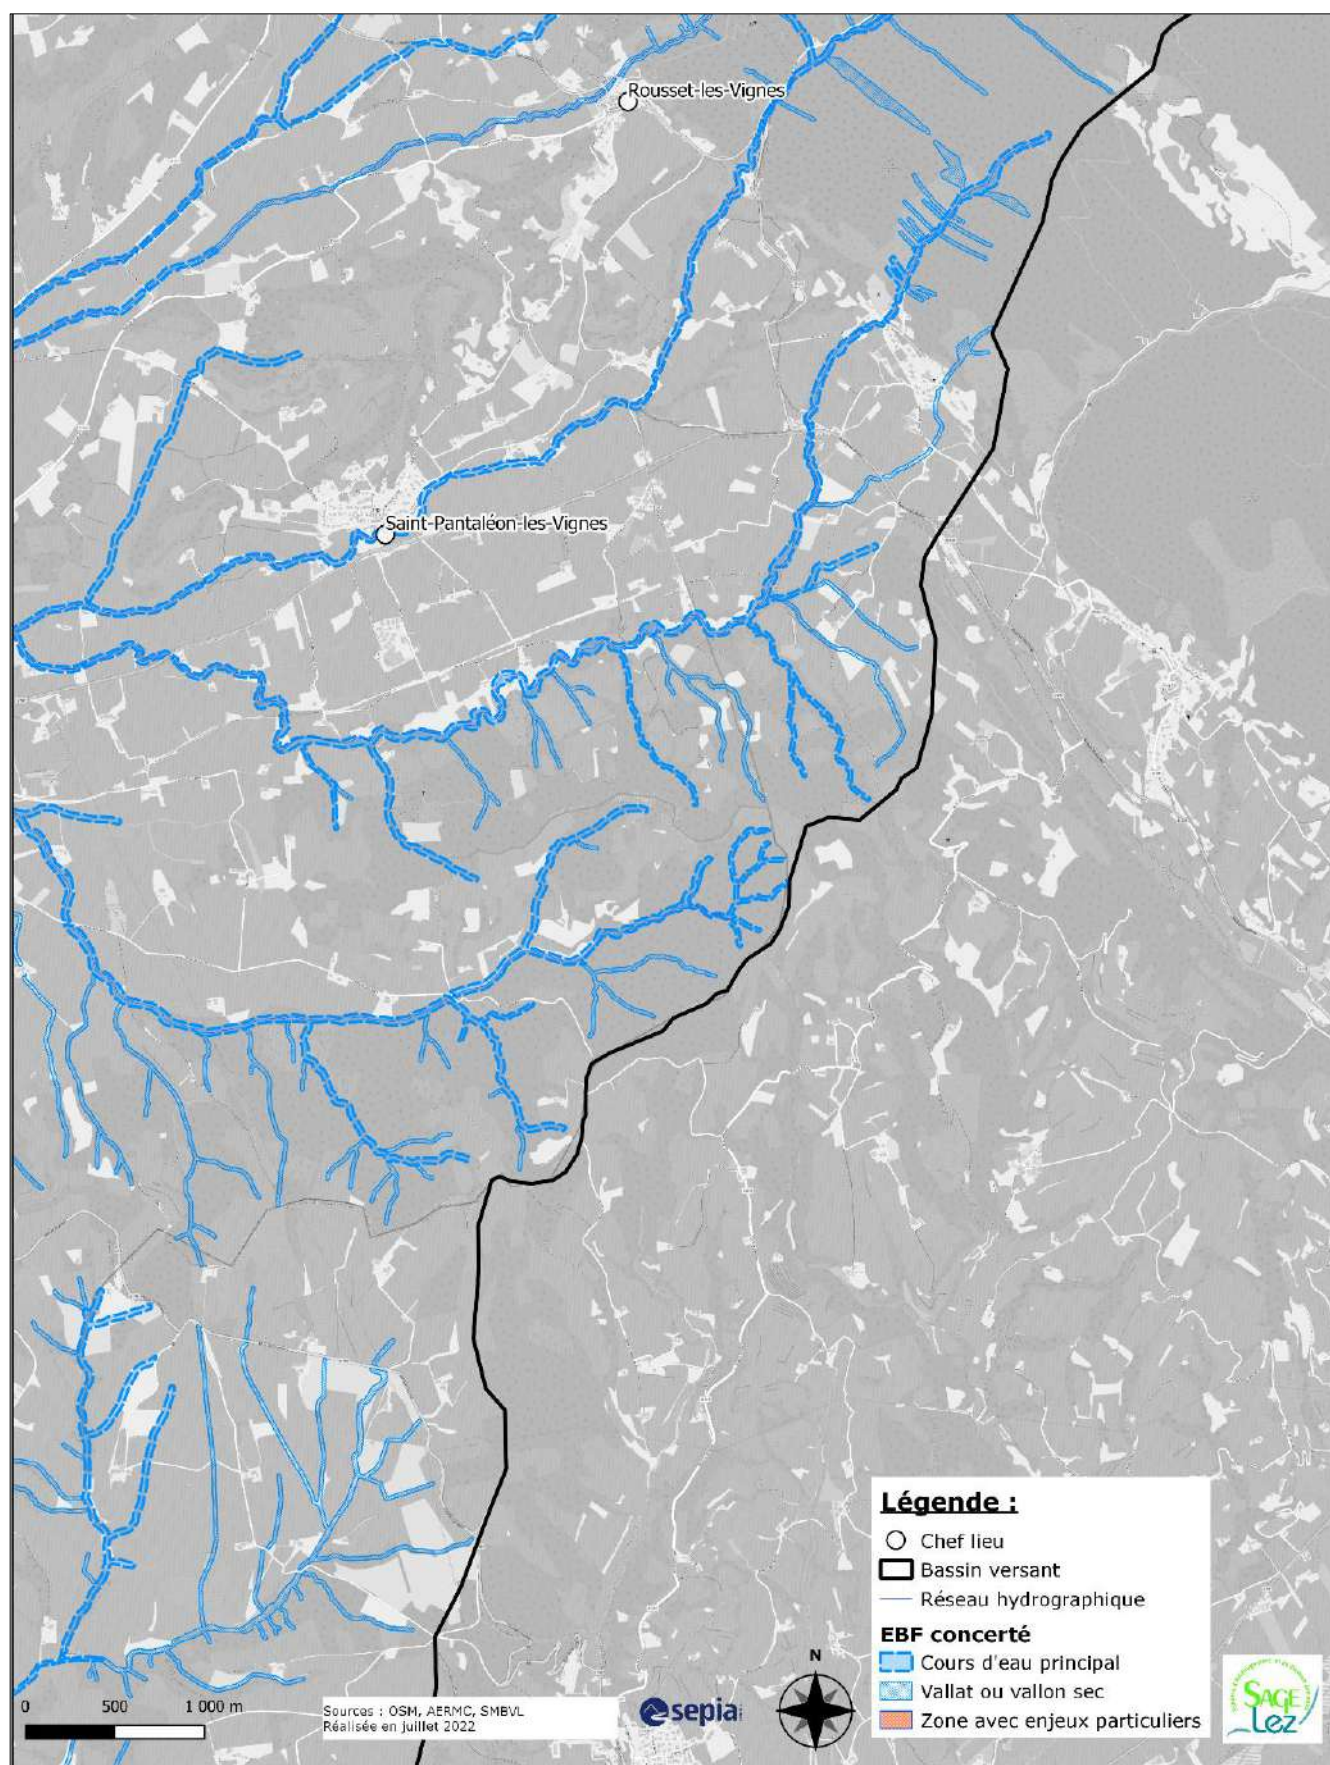 Rousset-les-Vignes
Saint-Pantaléon-les-Vignes
Légende :
Chef lieu
Bassin versant
Réseau hydrographique
EBF concerté
Cours d'eau principal
Vallat ou vallon sec
Zone avec enjeux particuliers
N
0 500 1 000 m
Sources : OSM, AERMC, SMBVL
Réalisée en juillet 2022
sepia
SAGE
Lez